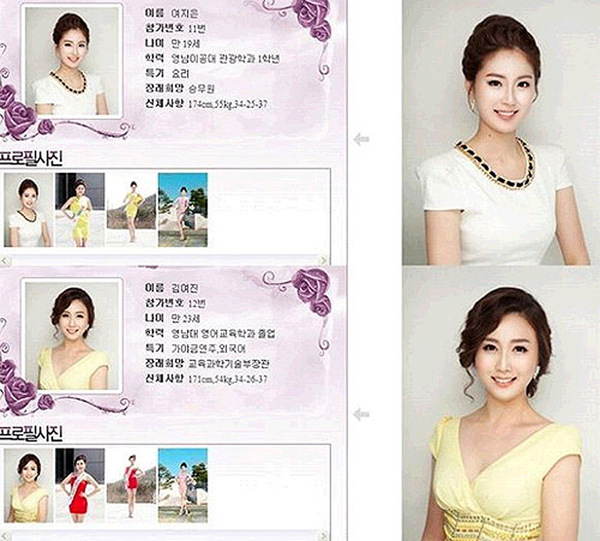 이름 여지은
참가번호 11번
나이 만 19세
학력 영남이공대 관광학과 1학년
특기 요리
장래희망 승무원
신체사항 174cm,55kg,34-25-37
프로필사진
이름 김여진
참가번호 12번
나이 만 23세
학력 영남대 영어교육학과 졸업
특기 가야금연주,외국어
장래희망 교육과학기술부장관
신체사항 171cm,54kg,34-26-37
프로필사진